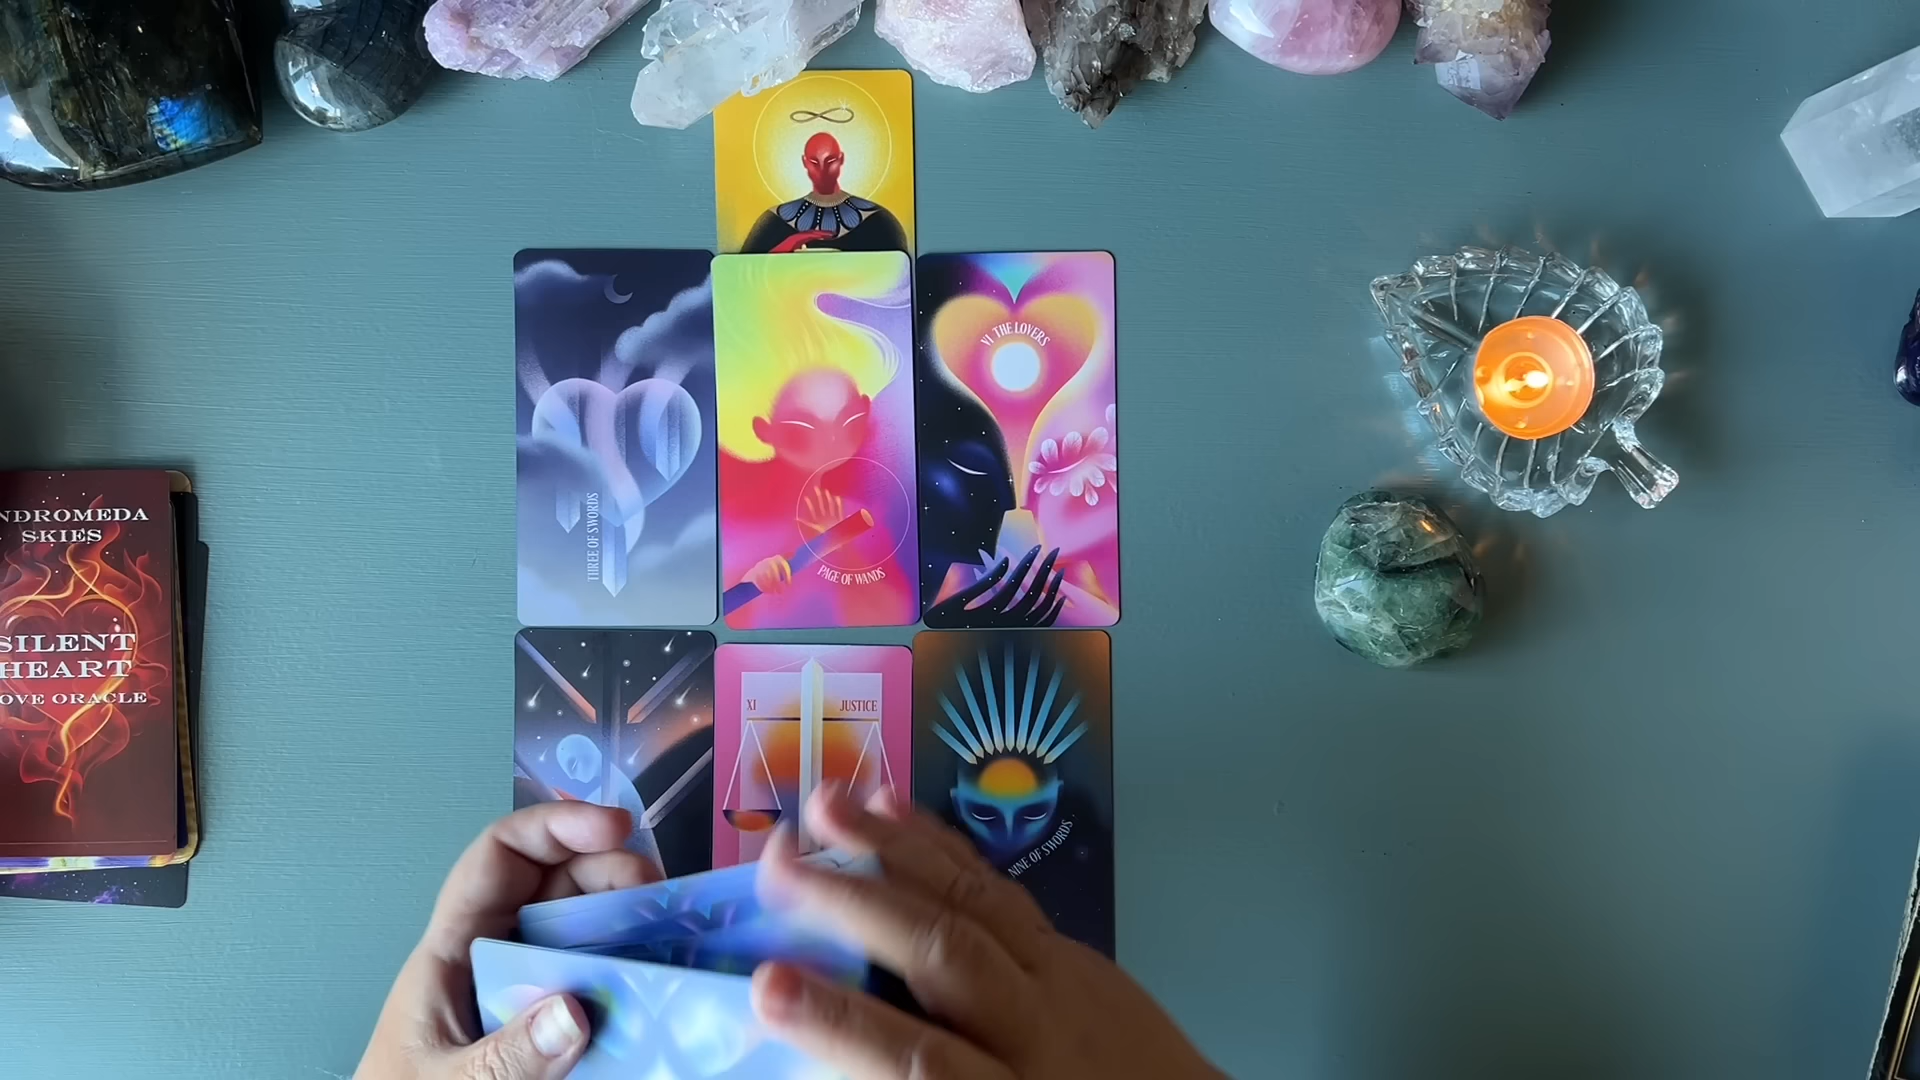 NDROMEDA
SKIES
SILENT
HEART
OVE ORACLE
THREE OF SWORDS
PAGE OF WANDS
VI THE LOVERS
XI JUSTICE
NINE OF SWORDS